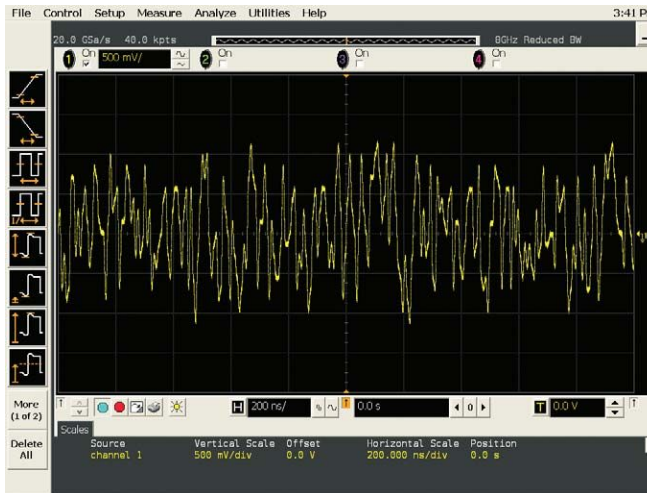 File Control Setup Measure Analyze Utilities Help 3:41 P
20.0 GSa/s 40.0 kpts 8GHz Reduced BW
1 On 500 mV/ 2 On 3 On 4 On
More
(1 of 2)
Delete
All
H 200 ns/ 0.0 s 0 T 0.0 V
Scales
Source Vertical Scale Offset Horizontal Scale Position
channel 1 500 mV/div 0.0 V 200.000 ns/div 0.0 s